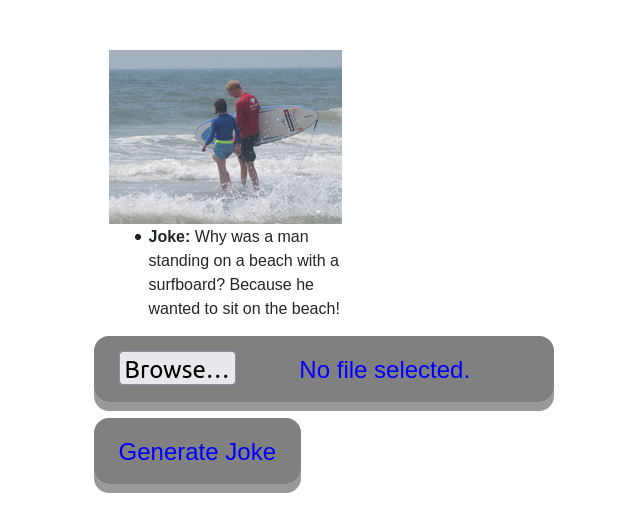 Joke: Why was a man
standing on a beach with a
surfboard? Because he
wanted to sit on the beach!
Browse... No file selected.
Generate Joke